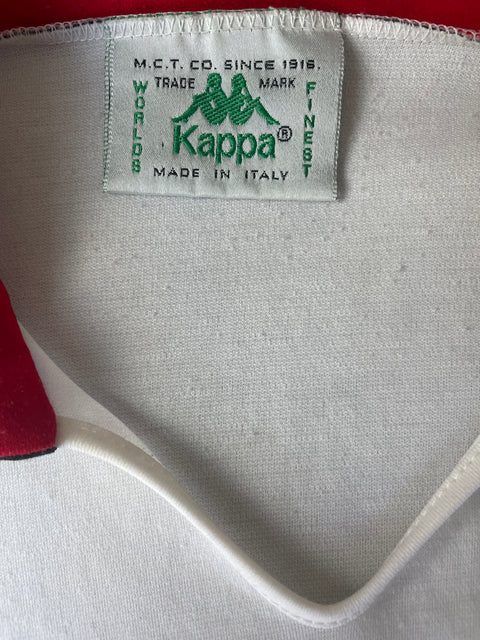 M.C.T. CO. SINCE 1916.
TRADE MARK
WORLDS
FINEST
Kappa®
MADE IN ITALY